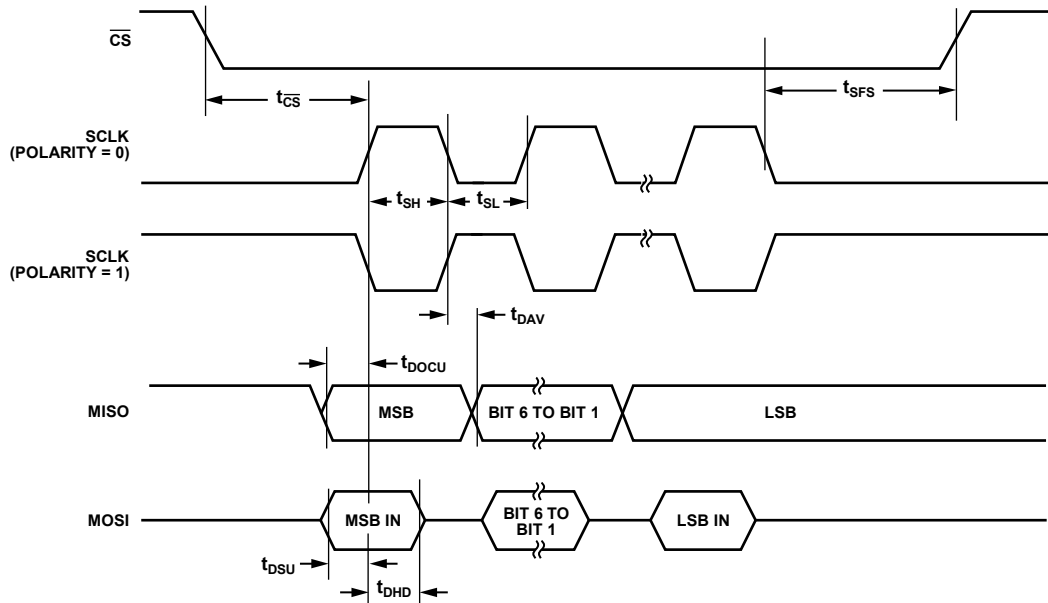 CS
tCS
tSFS
SCLK
(POLARITY = 0)
tSH
tSL
SCLK
(POLARITY = 1)
tDAV
tDOCU
MISO
MSB
BIT 6 TO BIT 1
LSB
MOSI
MSB IN
BIT 6 TO
BIT 1
LSB IN
tDSU
tDHD